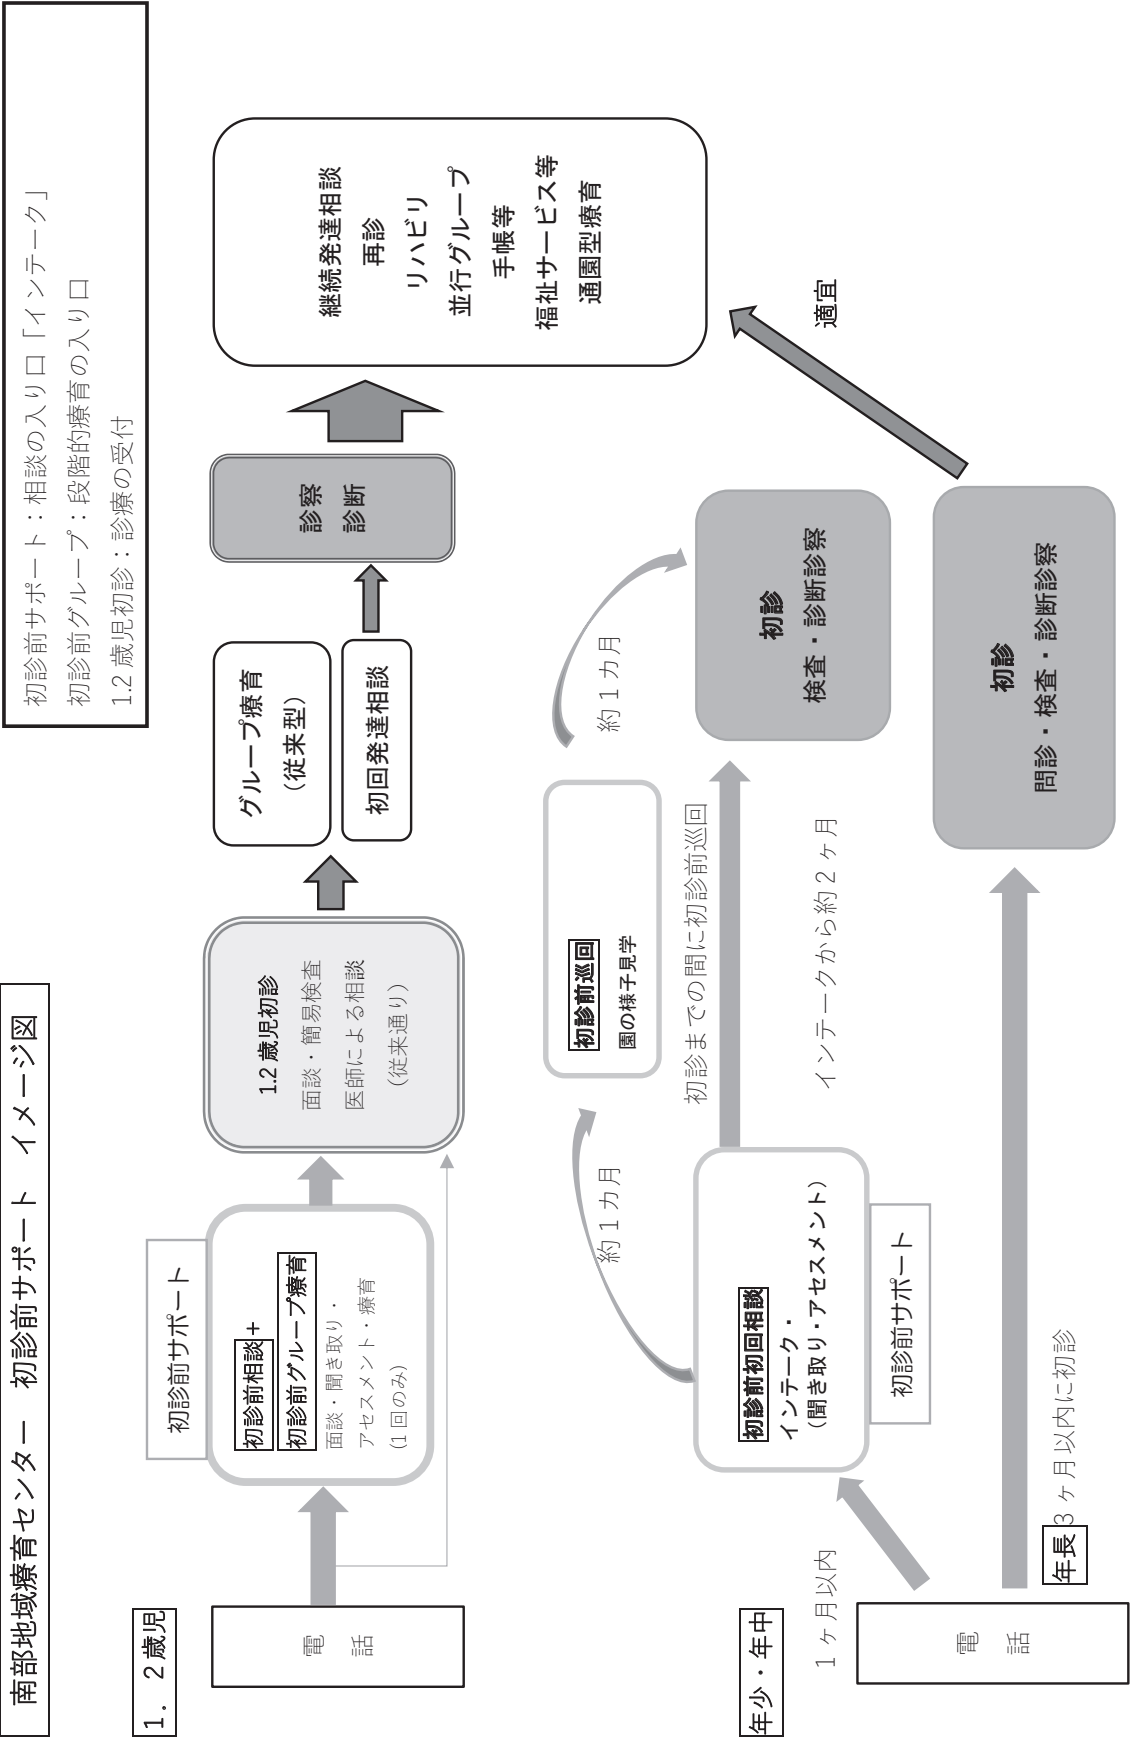 南部地域療育センター　初診前サポート　イメージ図
初診前サポート：相談の入り口「インテーク」
初診前グループ：段階的療育の入り口
1.2歳児初診：診療の受付
1．2歳児
電
話
初診前サポート
初診前相談＋
初診前グループ療育
面談・聞き取り・
アセスメント・療育
(1回のみ)
1.2歳児初診
面談・簡易検査
医師による相談
（従来通り）
グループ療育
（従来型）
初回発達相談
診察
診断
継続発達相談
再診
リハビリ
並行グループ
手帳等
福祉サービス等
通園型療育
年少・年中
1ヶ月以内
電
話
初診前初回相談
インテーク・
（聞き取り・アセスメント）
初診前サポート
約1カ月
初診前巡回
園の様子見学
約1カ月
初診までの間に初診前巡回
インテークから約2ヶ月
初診
検査・診断診察
年長
3ヶ月以内に初診
初診
問診・検査・診断診察
適宜